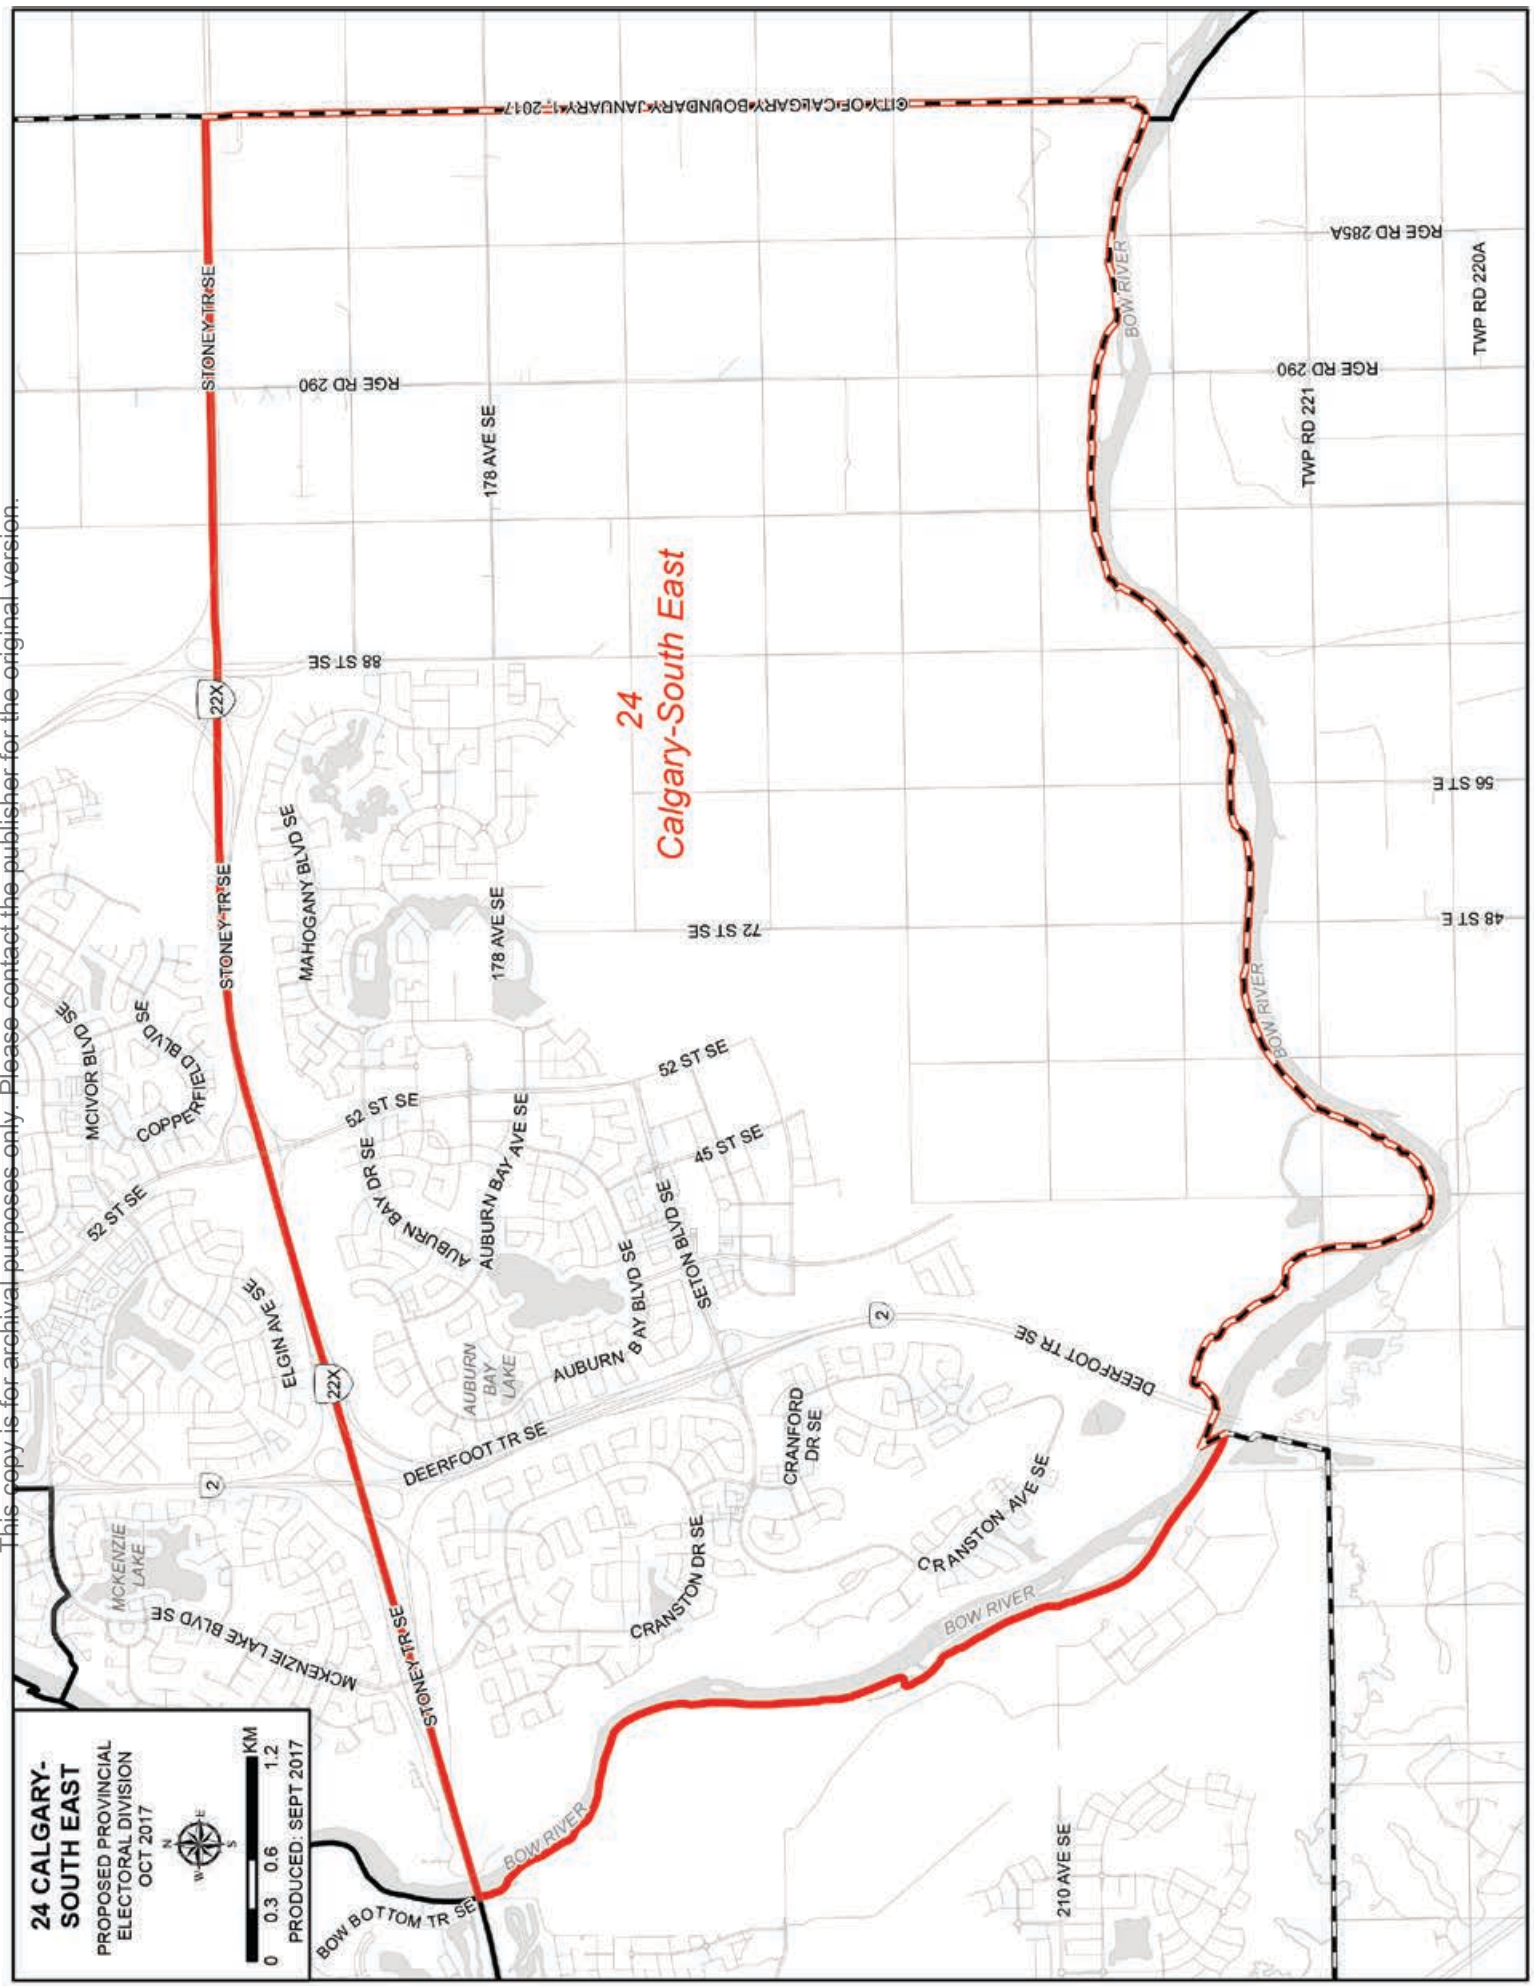 This copy is for archival purposes only. Please contact the publisher for the original version.
24 CALGARY-
SOUTH EAST
PROPOSED PROVINCIAL
ELECTORAL DIVISION
OCT 2017
N
W
E
S
KM
0
0.3
0.6
1.2
PRODUCED: SEPT 2017
MCKENZIE
LAKE
MCKENZIE LAKE BLVD SE
2
52 ST SE
MCIVOR BLVD SE
COPPERFIELD BLVD SE
ELGIN AVE SE
22X
22X
STONEY TR SE
STONEY TR SE
STONEY TR SE
BOW BOTTOM TR SE
BOW RIVER
MAHOGANY BLVD SE
88 ST SE
RGE RD 290
52 ST SE
AUBURN BAY DR SE
AUBURN BAY AVE SE
178 AVE SE
178 AVE SE
AUBURN
BAY
LAKE
DEERFOOT TR SE
AUBURN BAY BLVD SE
SETON BLVD SE
52 ST SE
45 ST SE
72 ST SE
24
Calgary-South East
CITY OF CALGARY BOUNDARY JANUARY 1, 2017
CRANSTON DR SE
CRANFORD
DR SE
2
CRANSTON AVE SE
DEERFOOT TR SE
BOW RIVER
210 AVE SE
BOW RIVER
BOW RIVER
RGE RD 290
RGE RD 285A
TWP RD 221
TWP RD 220A
56 ST E
48 ST E